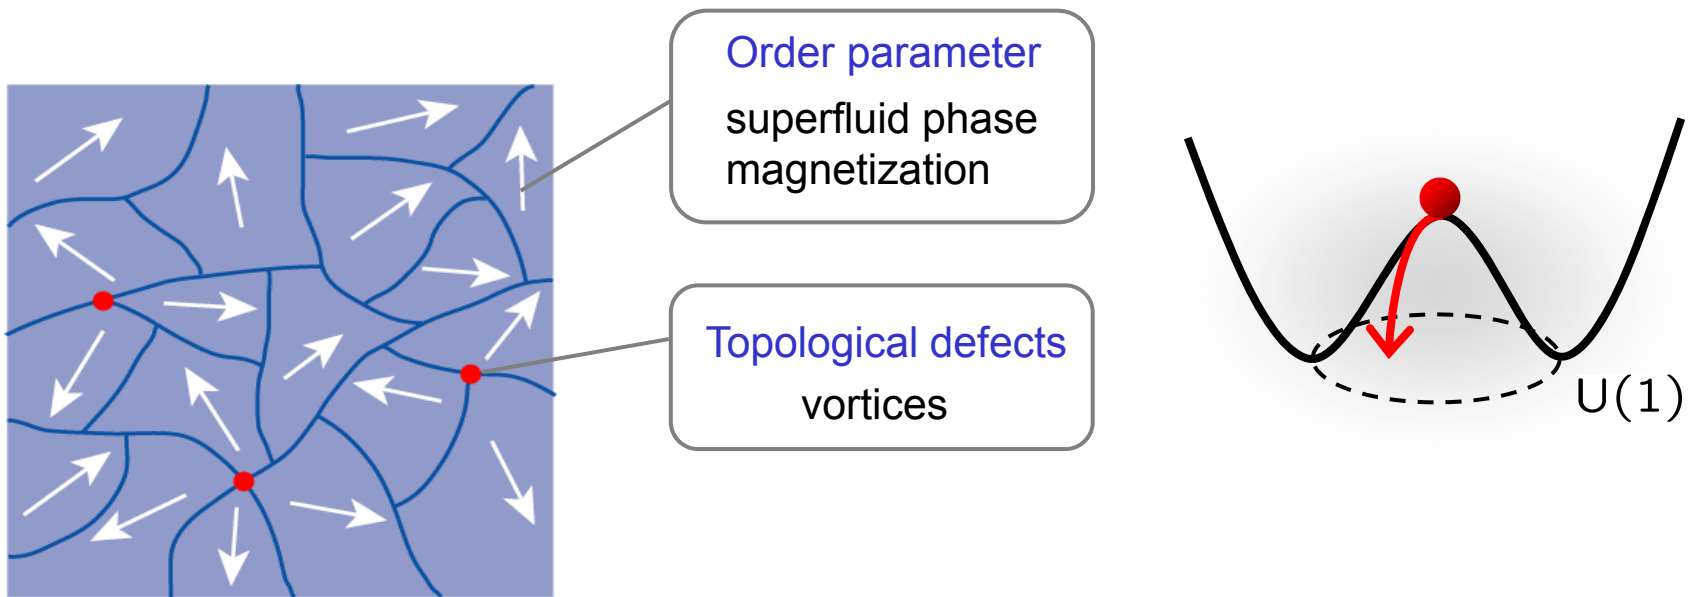 Order parameter
superfluid phase
magnetization
Topological defects
vortices
U(1)